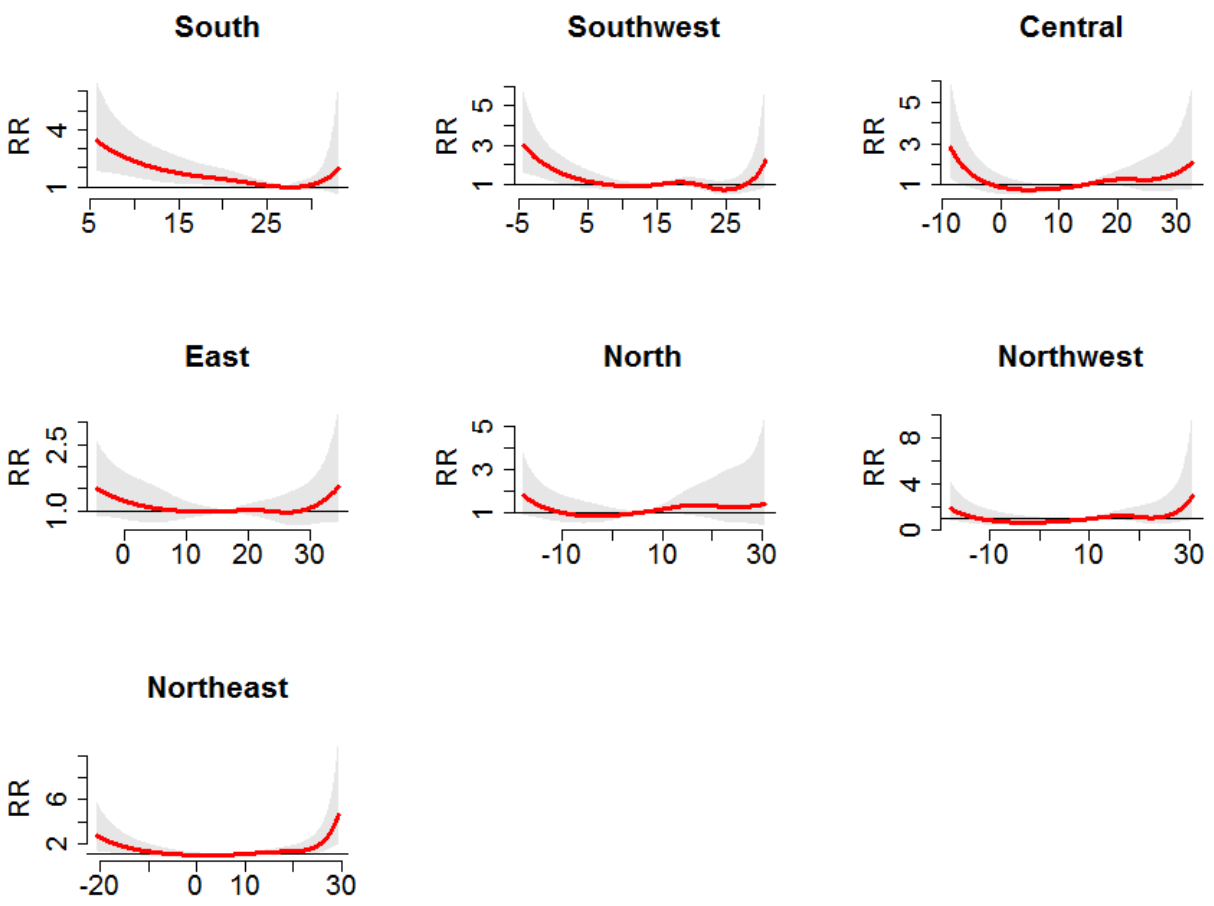 South Southwest Central
RR 1 4
5 15 25
RR 1 3 5
-5 5 15 25
RR 1 3 5
-10 0 10 20 30
East North Northwest
RR 1.0 2.5
0 10 20 30
RR 1 3 5
-10 10 30
RR 0 4 8
-10 10 30
Northeast
RR 2 6
-20 0 10 30